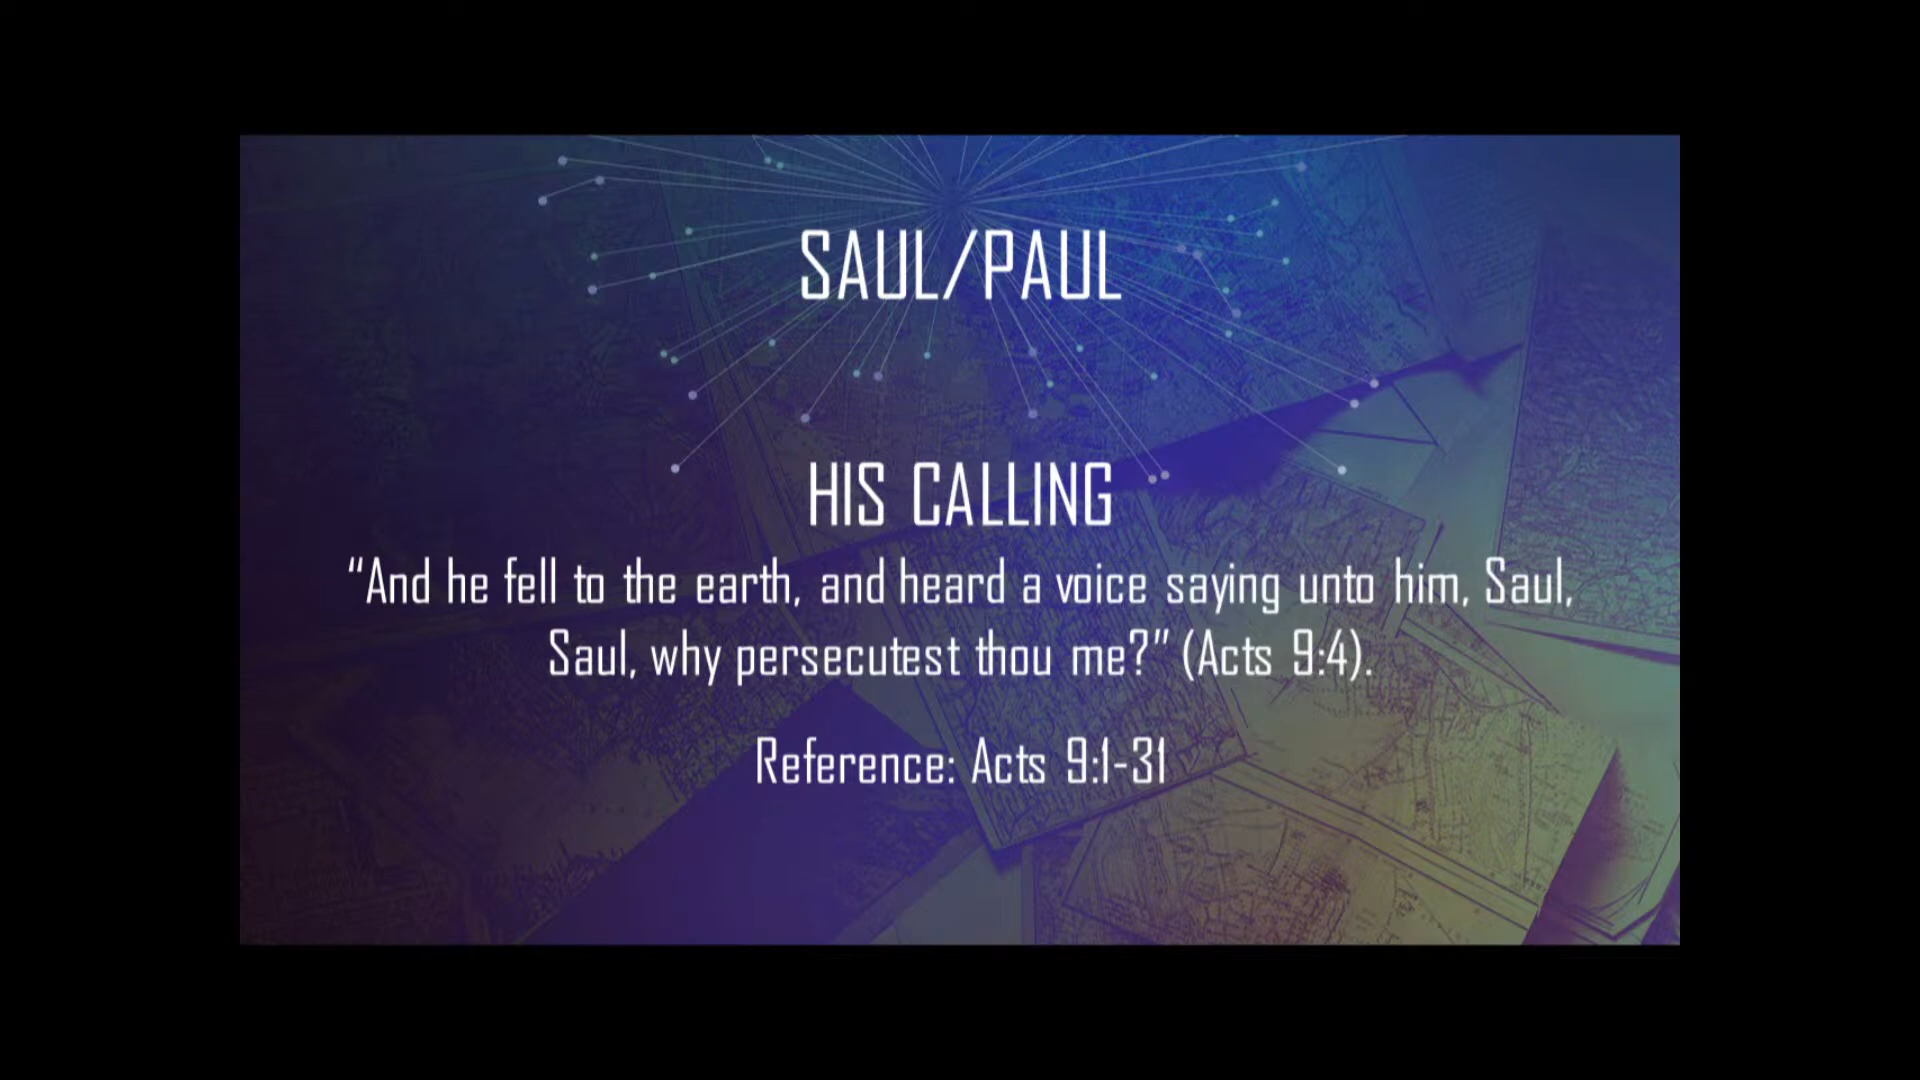 SAUL/PAUL
HIS CALLING
“And he fell to the earth, and heard a voice saying unto him, Saul,
Saul, why persecutest thou me?” (Acts 9:4).
Reference: Acts 9:1-31